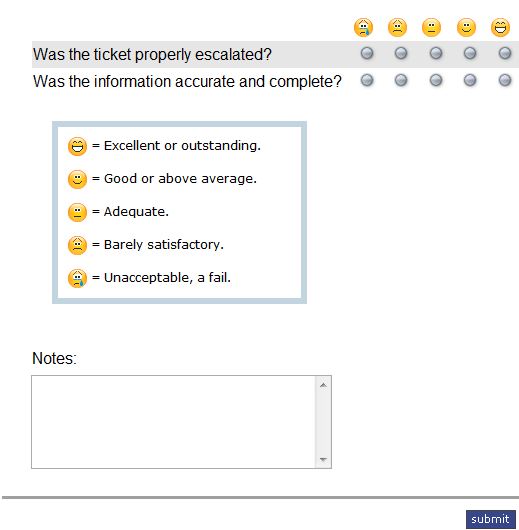 Was the ticket properly escalated?
Was the information accurate and complete?
= Excellent or outstanding.
= Good or above average.
= Adequate.
= Barely satisfactory.
= Unacceptable, a fail.
Notes:
submit